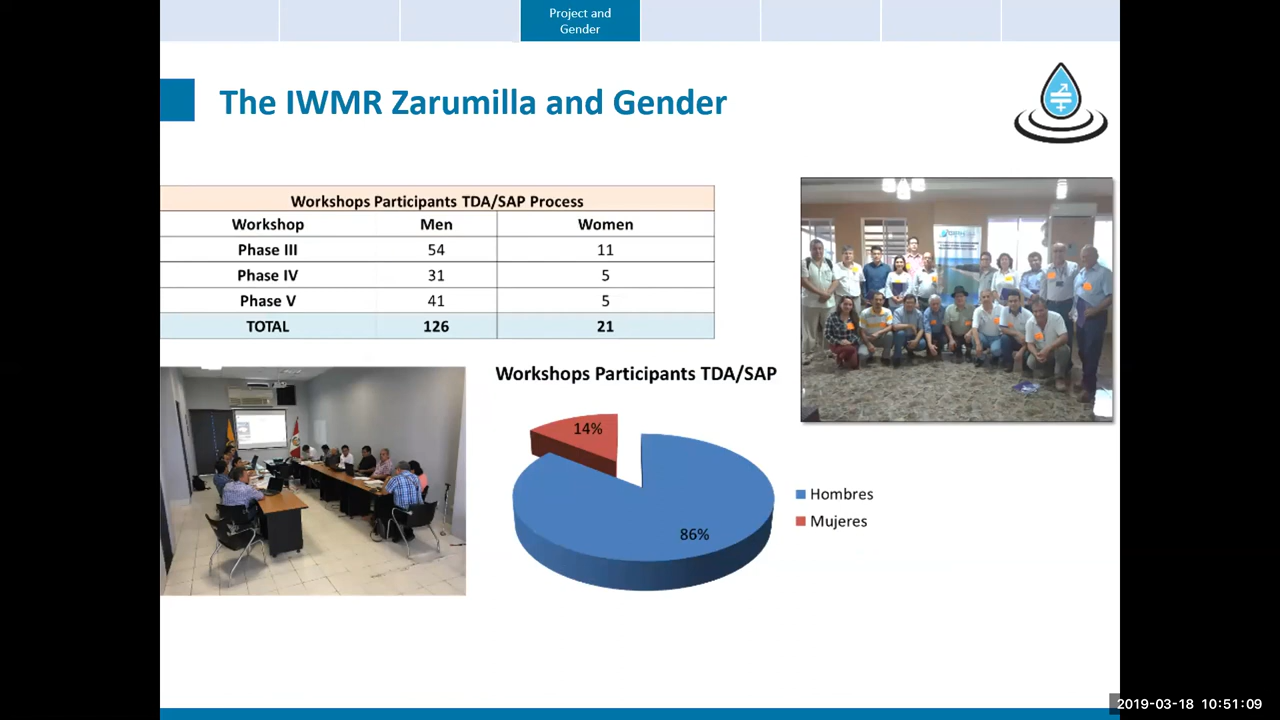 Project and
Gender
The IWMR Zarumilla and Gender
Workshops Participants TDA/SAP Process
Workshop Men Women
Phase III 54 11
Phase IV 31 5
Phase V 41 5
TOTAL 126 21
Workshops Participants TDA/SAP
14%
86%
Hombres
Mujeres
2019-03-18 10:51:09